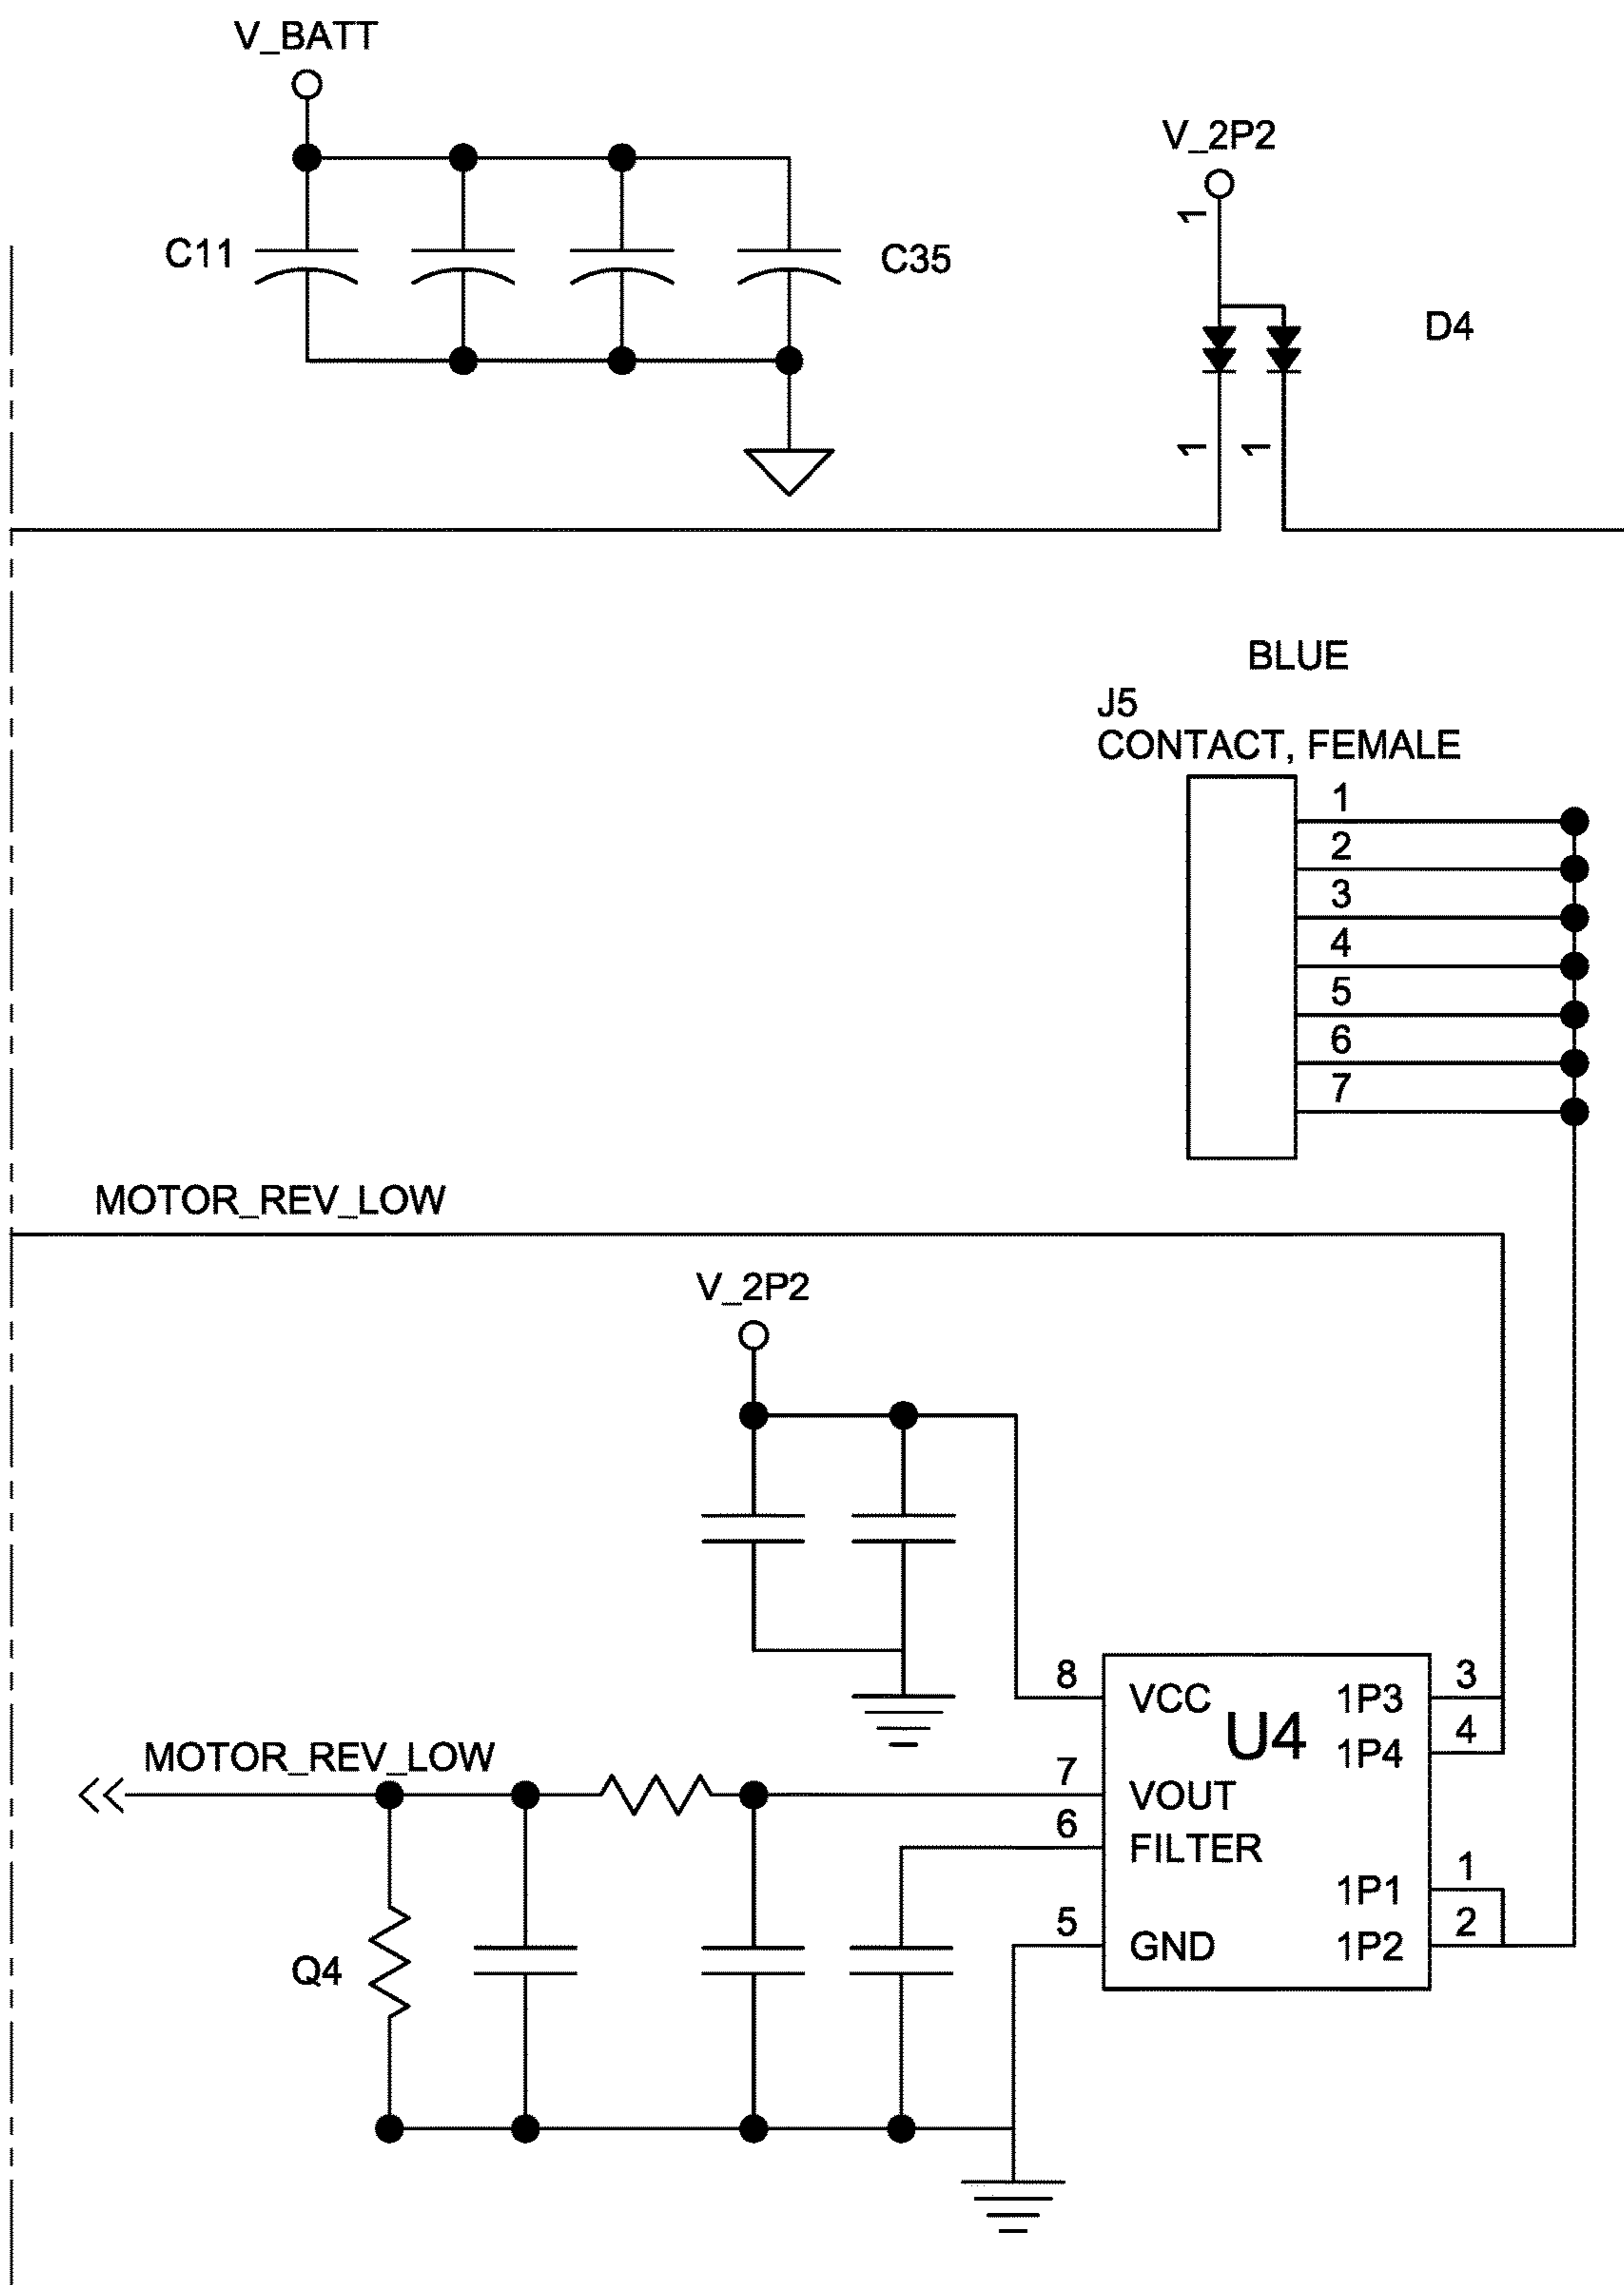 V_BATT
V_2P2
1
C11
C35
D4
1
1
BLUE
J5
CONTACT, FEMALE
1
2
3
4
5
6
7
MOTOR_REV_LOW
V_2P2
8
VCC
1P3
3
U4
1P4
4
MOTOR_REV_LOW
7
VOUT
6
FILTER
1P1
1
5
GND
1P2
2
Q4